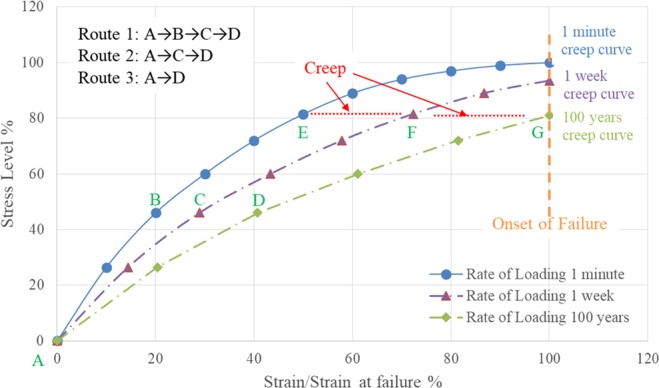 Route 1: A→B→C→D
Route 2: A→C→D
Route 3: A→D
Creep
1 minute
creep curve
1 week
creep curve
100 years
creep curve
E
F
G
B
C
D
A
Onset of Failure
Rate of Loading 1 minute
Rate of Loading 1 week
Rate of Loading 100 years
Stress Level %
120
100
80
60
40
20
0
0
20
40
60
80
100
120
Strain/Strain at failure %